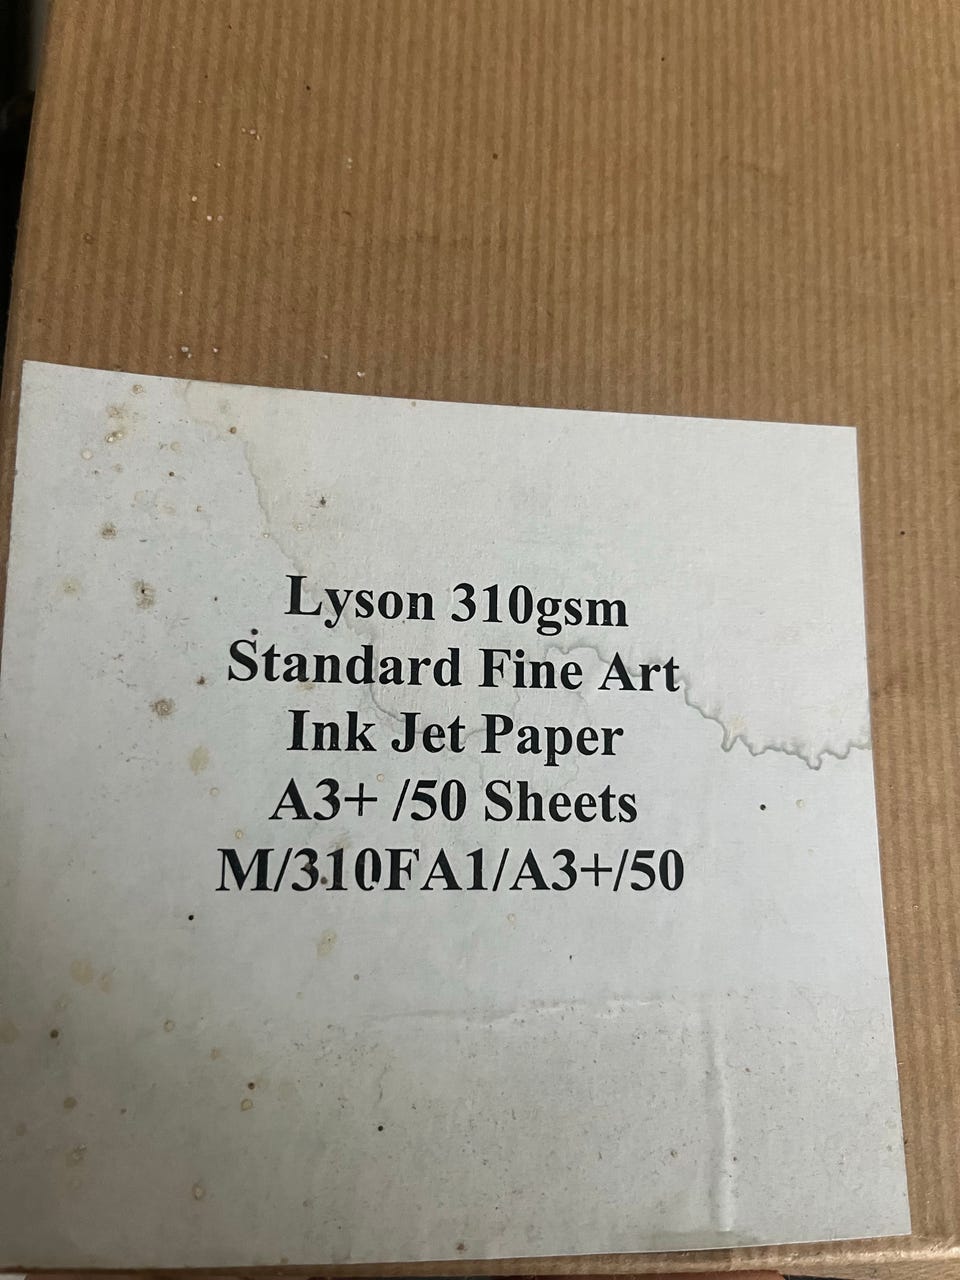 Lyson 310gsm
Standard Fine Art
Ink Jet Paper
A3+ /50 Sheets
M/310FA1/A3+/50